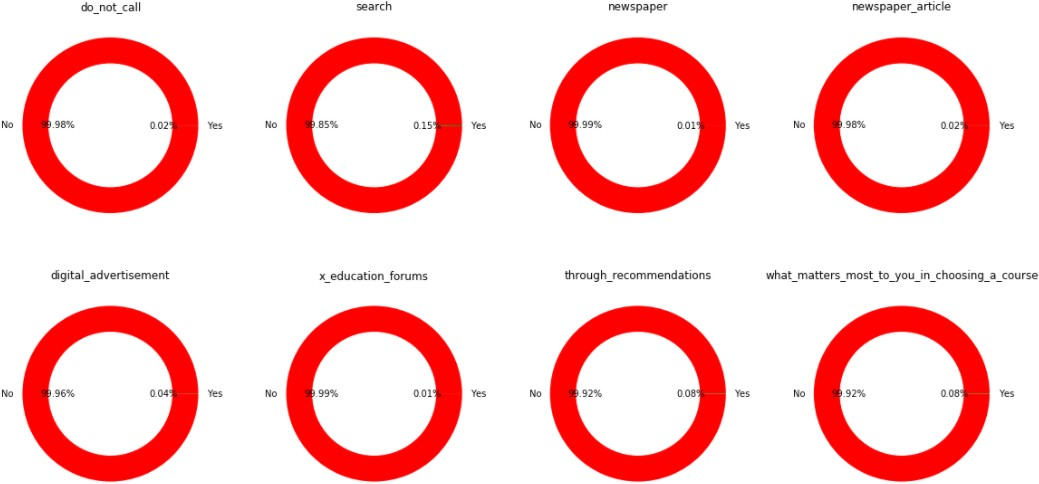 do_not_call search newspaper newspaper_article
No 99.98% 0.02% Yes No 99.85% 0.15% Yes No 99.99% 0.01% Yes No 99.98% 0.02% Yes
digital_advertisement x_education_forums through_recommendations what_matters_most_to_you_in_choosing_a_course
No 99.96% 0.04% Yes No 99.99% 0.01% Yes No 99.92% 0.08% Yes No 99.92% 0.08% Yes